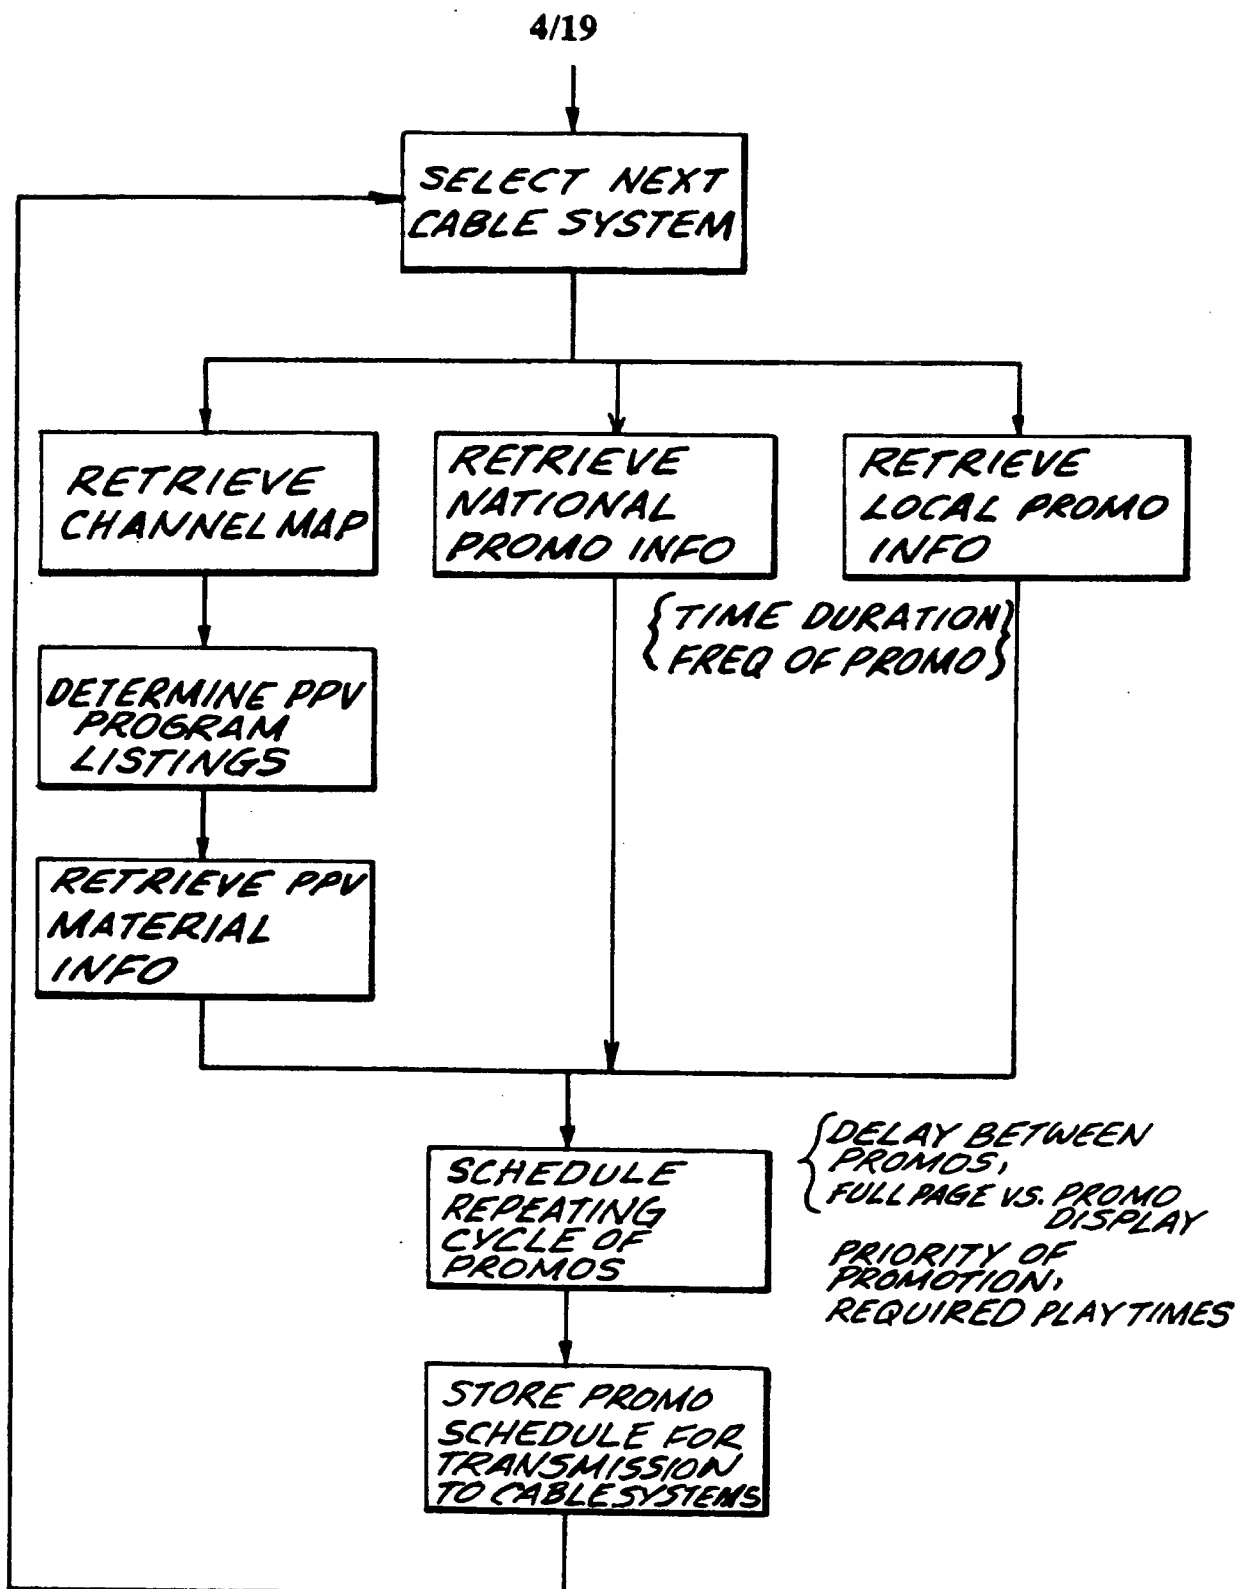 4/19
SELECT NEXT
CABLE SYSTEM
RETRIEVE
CHANNEL MAP
RETRIEVE
NATIONAL
PROMO INFO
RETRIEVE
LOCAL PROMO
INFO
{TIME DURATION}
{FREQ OF PROMO}
DETERMINE PPV
PROGRAM
LISTINGS
RETRIEVE PPV
MATERIAL
INFO
SCHEDULE
REPEATING
CYCLE OF
PROMOS
{DELAY BETWEEN
PROMOS,
FULL PAGE VS. PROMO
DISPLAY
PRIORITY OF
PROMOTION,
REQUIRED PLAY TIMES
STORE PROMO
SCHEDULE FOR
TRANSMISSION
TO CABLE SYSTEMS